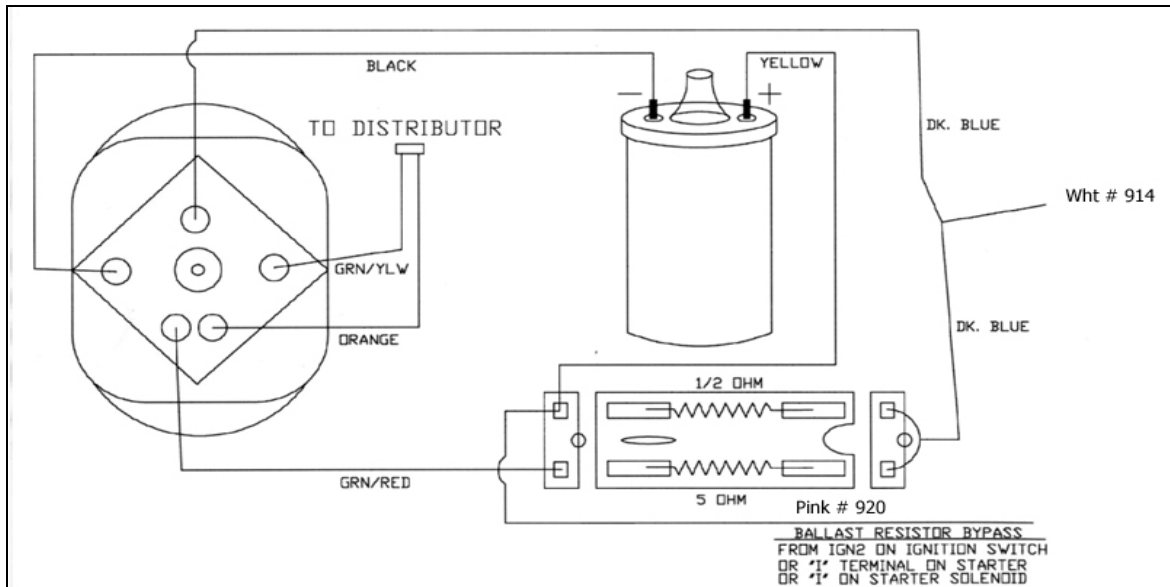 BLACK
YELLOW
−
+
TO DISTRIBUTOR
DK. BLUE
Wht # 914
GRN/YLW
ORANGE
DK. BLUE
1/2 OHM
GRN/RED
5 OHM
Pink # 920
BALLAST RESISTOR BYPASS
FROM IGN2 ON IGNITION SWITCH
OR "I" TERMINAL ON STARTER
OR "I" ON STARTER SOLENOID